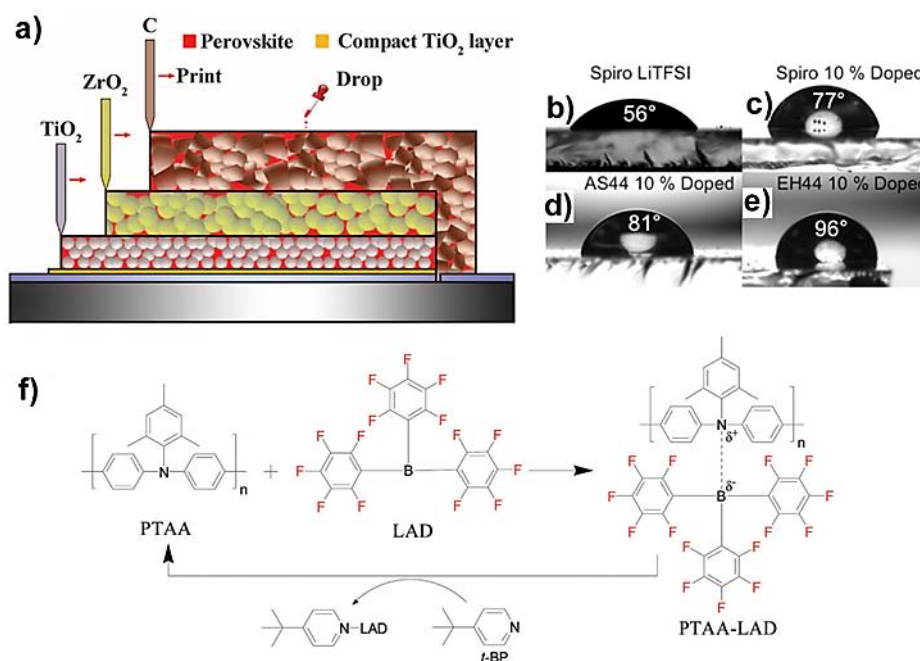 a)
C
Perovskite
Compact TiO₂ layer
ZrO₂
Print
Drop
TiO₂
Spiro LiTFSI
b)
56°
Spiro 10 % Doped
c)
77°
AS44 10 % Doped
d)
81°
EH44 10 % Doped
e)
96°
f)
N
n
PTAA
+
F F F F F
F F F F F
F F F F F
B
LAD
N
δ⁺
n
δ⁻
B
F F F F F
F F F F F
F F F F F
PTAA-LAD
N-LAD
N
t-BP